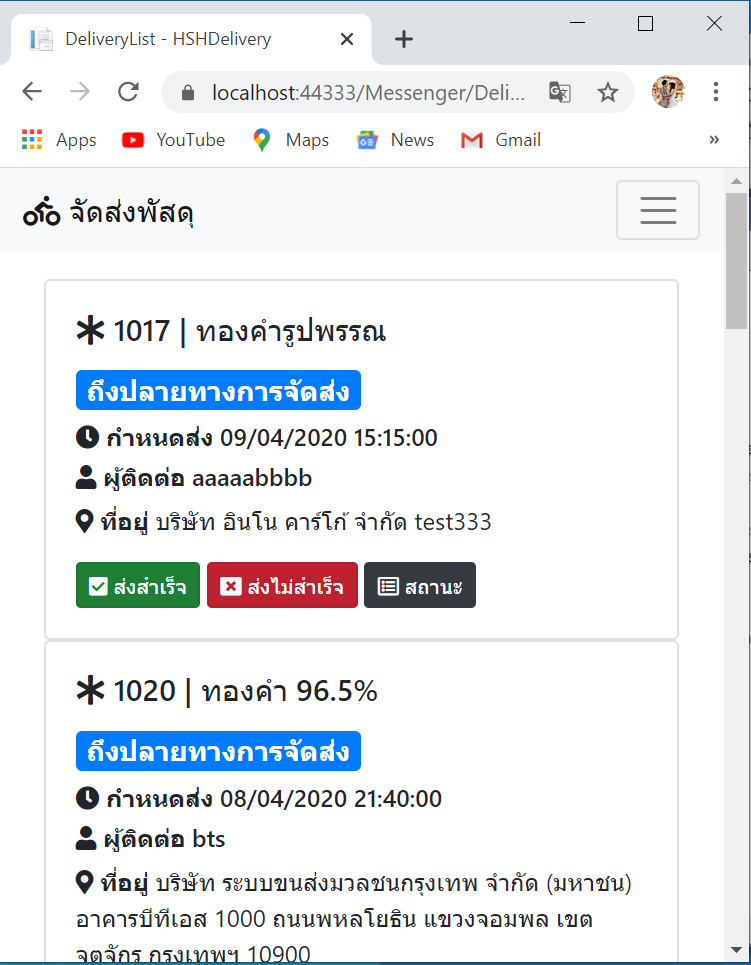 DeliveryList - HSHDelivery
localhost:44333/Messenger/Deli...
Apps YouTube Maps News Gmail »
จัดส่งพัสดุ
1017 | ทองคำรูปพรรณ
ถึงปลายทางการจัดส่ง
กำหนดส่ง 09/04/2020 15:15:00
ผู้ติดต่อ aaaaabbbb
ที่อยู่ บริษัท อินโน คาร์โก้ จำกัด test333
ส่งสำเร็จ ส่งไม่สำเร็จ สถานะ
1020 | ทองคำ 96.5%
ถึงปลายทางการจัดส่ง
กำหนดส่ง 08/04/2020 21:40:00
ผู้ติดต่อ bts
ที่อยู่ บริษัท ระบบขนส่งมวลชนกรุงเทพ จำกัด (มหาชน)
อาคารบีทีเอส 1000 ถนนพหลโยธิน แขวงจอมพล เขต
จตุจักร กรุงเทพฯ 10900